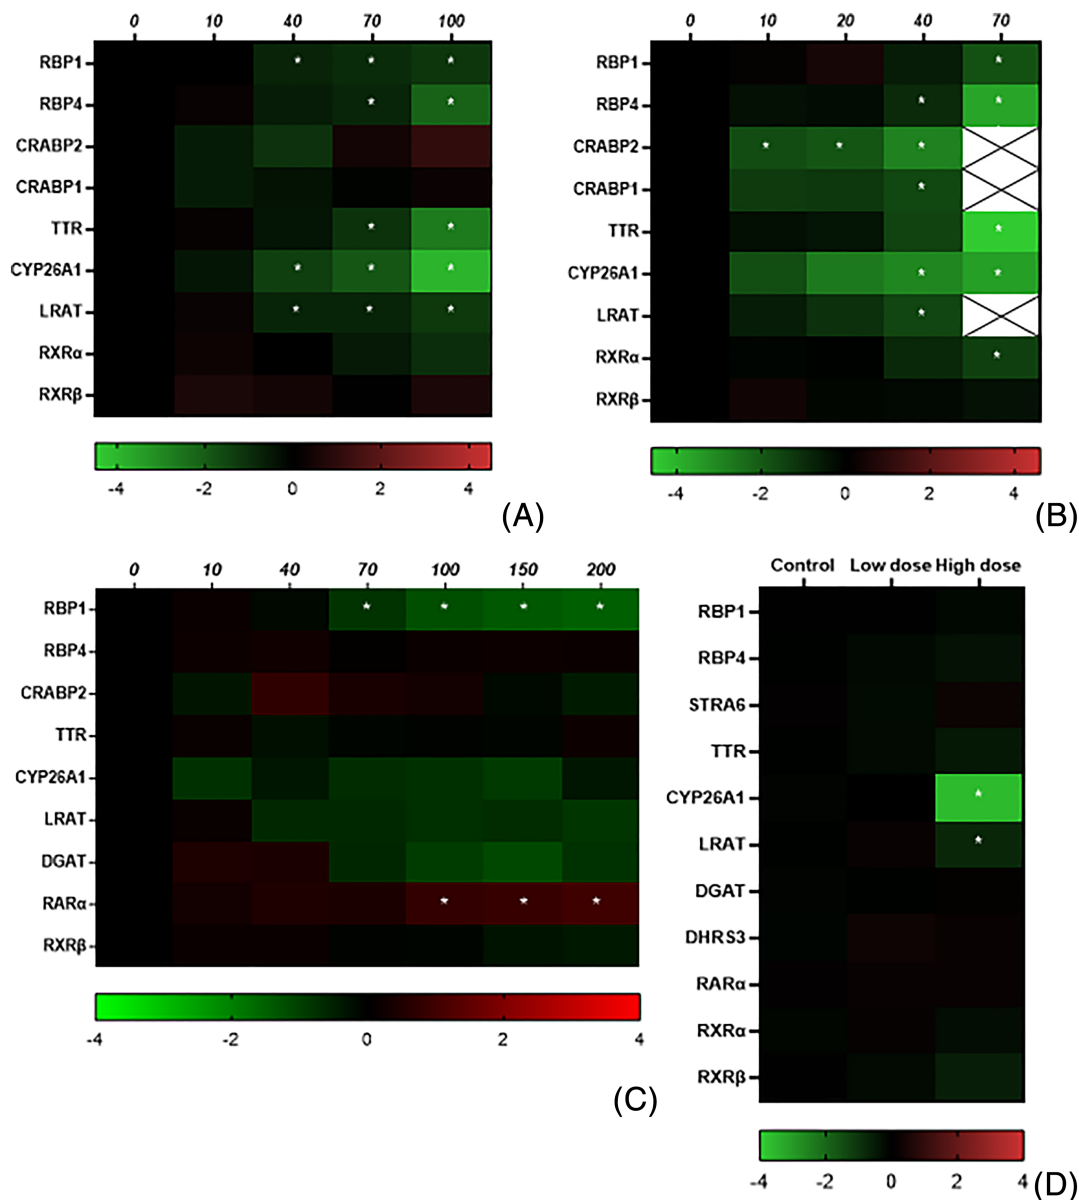 0 10 40 70 100
RBP1 * * *
RBP4 * *
CRABP2
CRABP1
TTR * *
CYP26A1 * * *
LRAT * * *
RXRα
RXRβ
-4 -2 0 2 4
(A)
0 10 20 40 70
RBP1 *
RBP4 * *
CRABP2 * * *
CRABP1 *
TTR *
CYP26A1 * *
LRAT *
RXRα *
RXRβ
-4 -2 0 2 4
(B)
0 10 40 70 100 150 200
RBP1 * * * *
RBP4
CRABP2
TTR
CYP26A1
LRAT
DGAT
RARα * * *
RXRβ
-4 -2 0 2 4
(C)
Control Low dose High dose
RBP1
RBP4
STRA6
TTR
CYP26A1 *
LRAT *
DGAT
DHRS3
RARα
RXRα
RXRβ
-4 -2 0 2 4
(D)